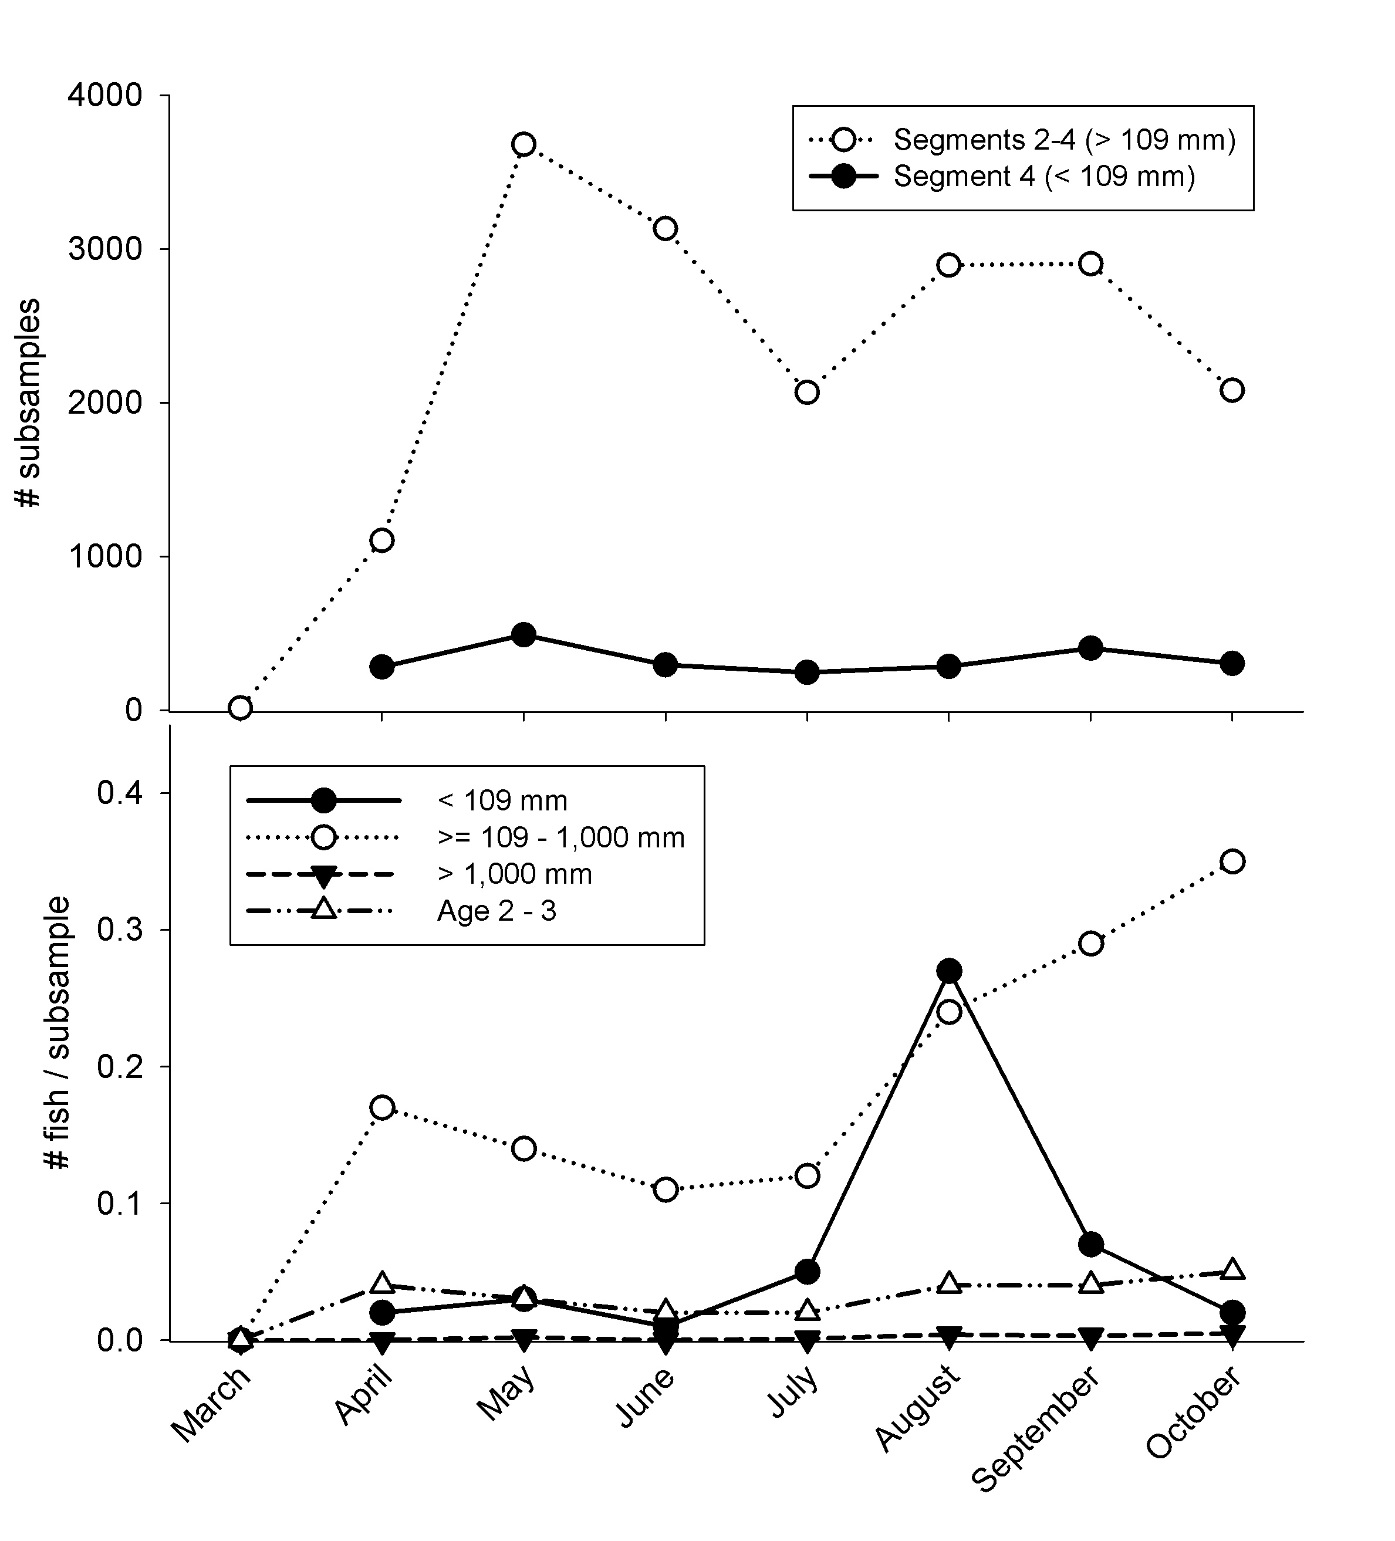 4000
3000
2000
1000
0
# subsamples
Segments 2-4 (> 109 mm)
Segment 4 (< 109 mm)
0.4
0.3
0.2
0.1
0.0
# fish / subsample
< 109 mm
>= 109 - 1,000 mm
> 1,000 mm
Age 2 - 3
March
April
May
June
July
August
September
October